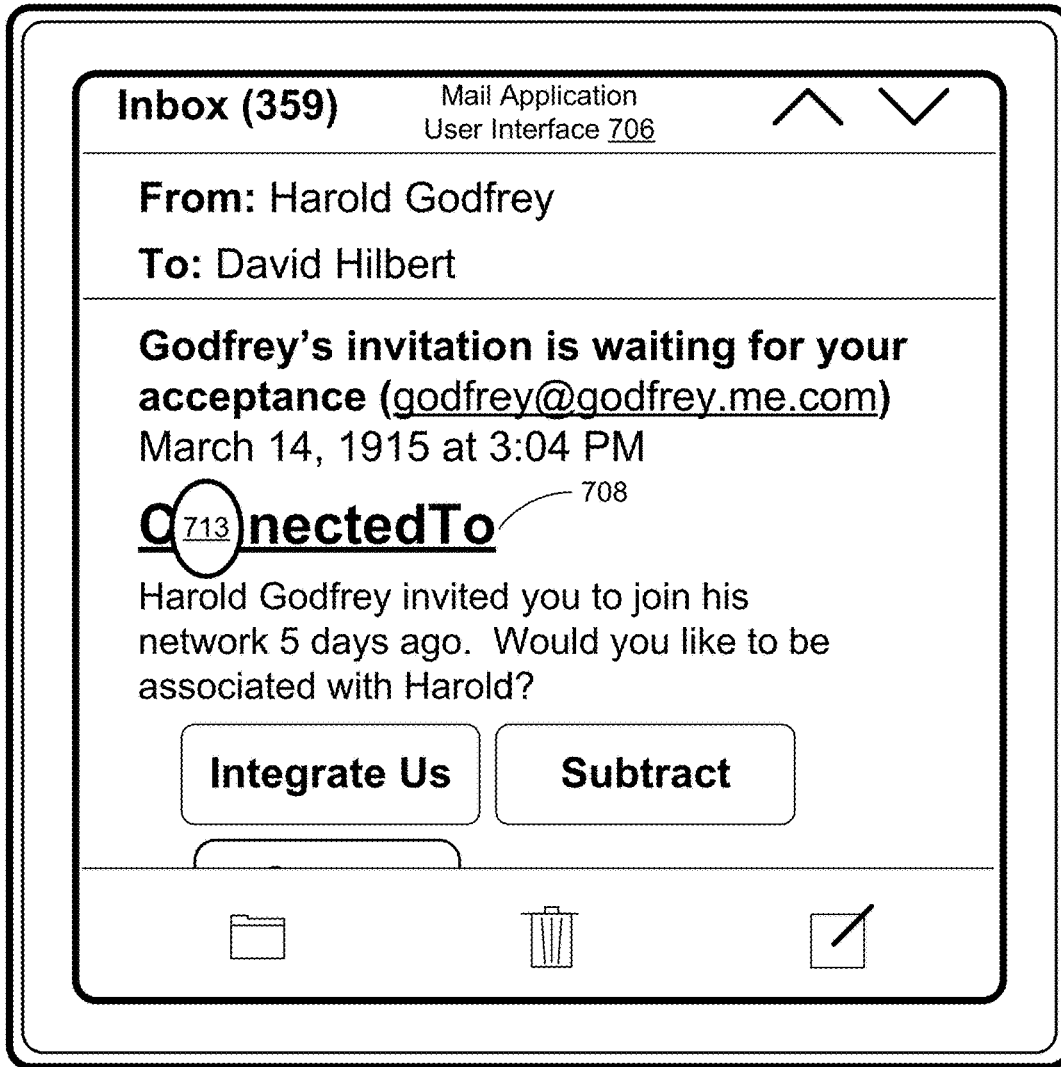 Inbox (359)
Mail Application
User Interface 706
From: Harold Godfrey
To: David Hilbert
Godfrey's invitation is waiting for your
acceptance (godfrey@godfrey.me.com)
March 14, 1915 at 3:04 PM
708
C 713 nnectedTo
Harold Godfrey invited you to join his
network 5 days ago. Would you like to be
associated with Harold?
Integrate Us Subtract